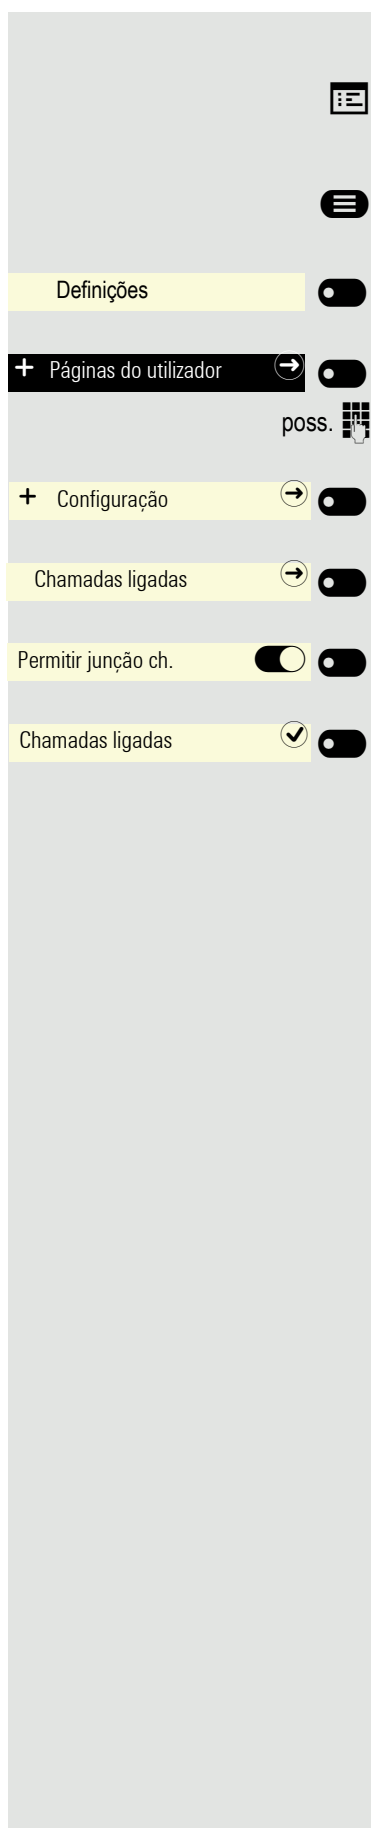 Definições
+ Páginas do utilizador
poss.
+ Configuração
Chamadas ligadas
Permitir junção ch.
Chamadas ligadas